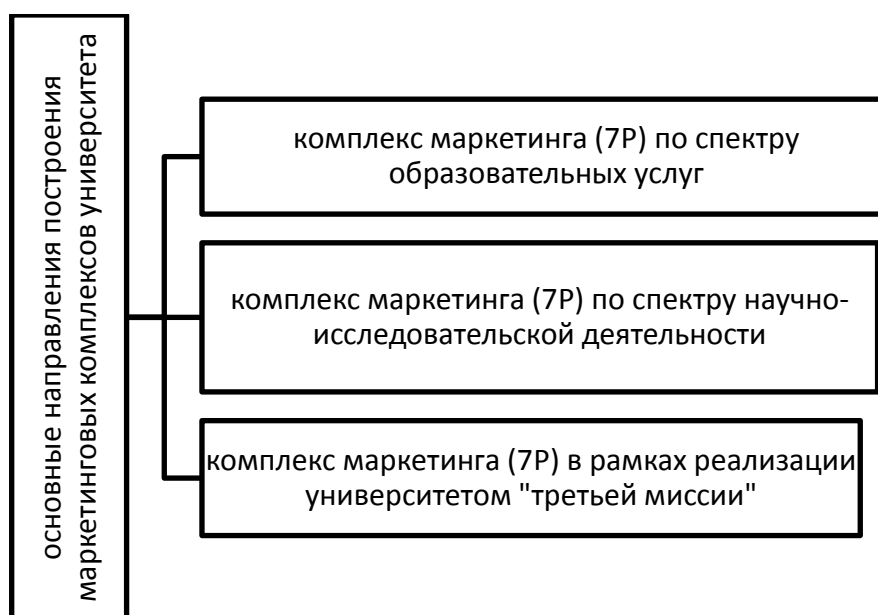 основные направления построения
маркетинговых комплексов университета
комплекс маркетинга (7P) по спектру
образовательных услуг
комплекс маркетинга (7P) по спектру научно-
исследовательской деятельности
комплекс маркетинга (7P) в рамках реализации
университетом "третьей миссии"